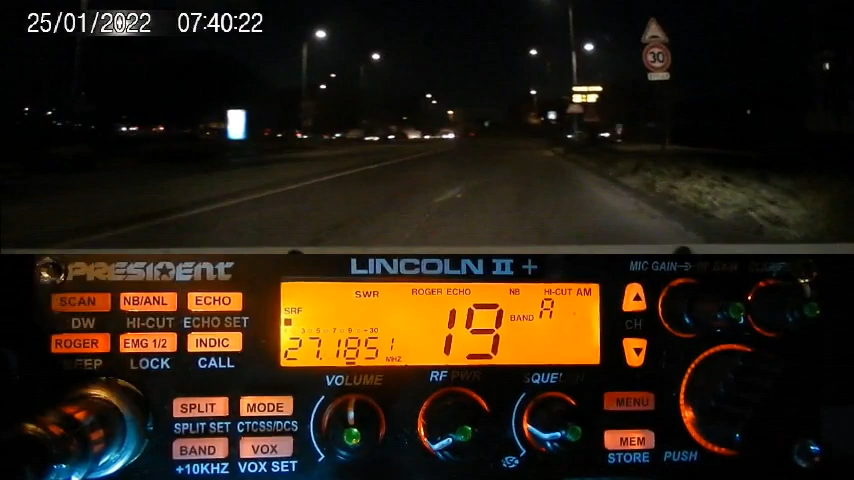 25/01/2022 07:40:22
30
PRESIDENT
LINCOLN II +
MIC GAIN
SCAN NB/ANL ECHO
DW HI-CUT ECHO SET
ROGER EMG 1/2 INDIC
BEEP LOCK CALL
SWR ROGER ECHO NB HI-CUT AM
SRF
19 BAND A
27.1851 MHZ
CH
VOLUME RF PWR SQUELCH
SPLIT MODE
SPLIT SET CTCSS/DCS
BAND VOX
+10KHZ VOX SET
MENU
MEM
STORE PUSH